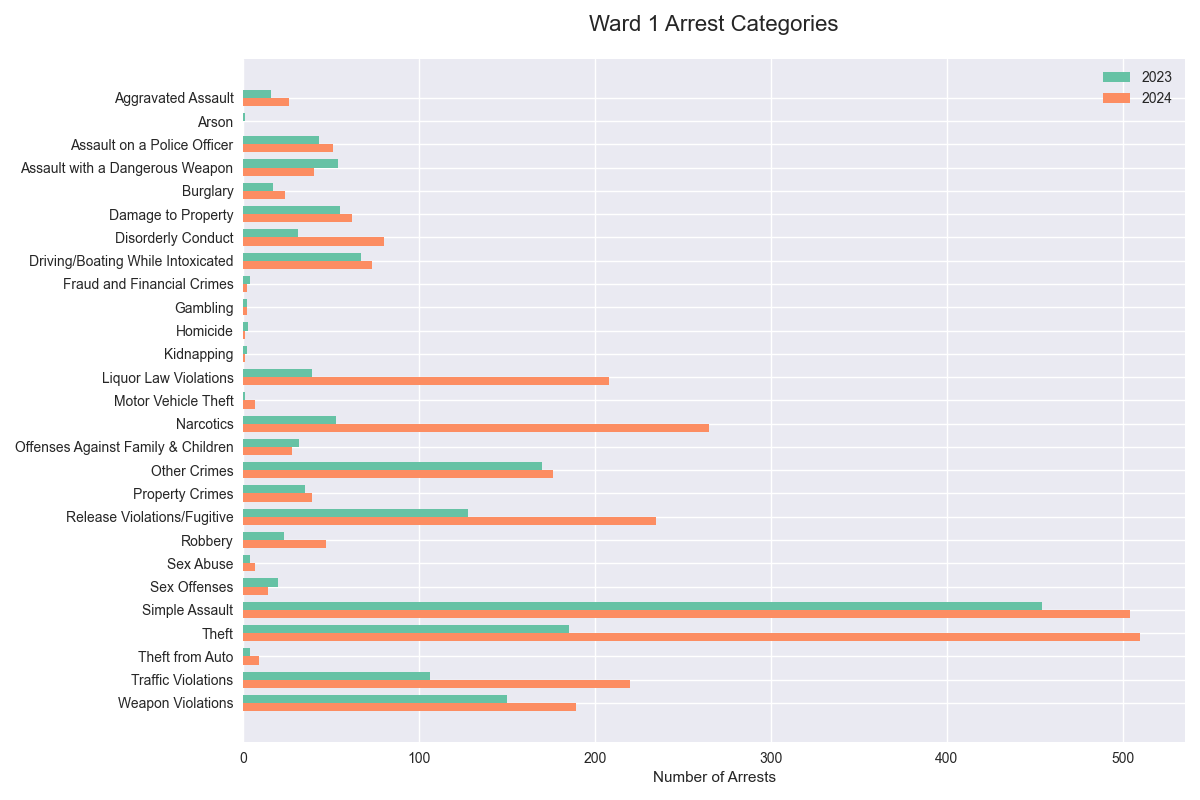 Ward 1 Arrest Categories
2023
2024
Aggravated Assault
Arson
Assault on a Police Officer
Assault with a Dangerous Weapon
Burglary
Damage to Property
Disorderly Conduct
Driving/Boating While Intoxicated
Fraud and Financial Crimes
Gambling
Homicide
Kidnapping
Liquor Law Violations
Motor Vehicle Theft
Narcotics
Offenses Against Family & Children
Other Crimes
Property Crimes
Release Violations/Fugitive
Robbery
Sex Abuse
Sex Offenses
Simple Assault
Theft
Theft from Auto
Traffic Violations
Weapon Violations
0 100 200 300 400 500
Number of Arrests